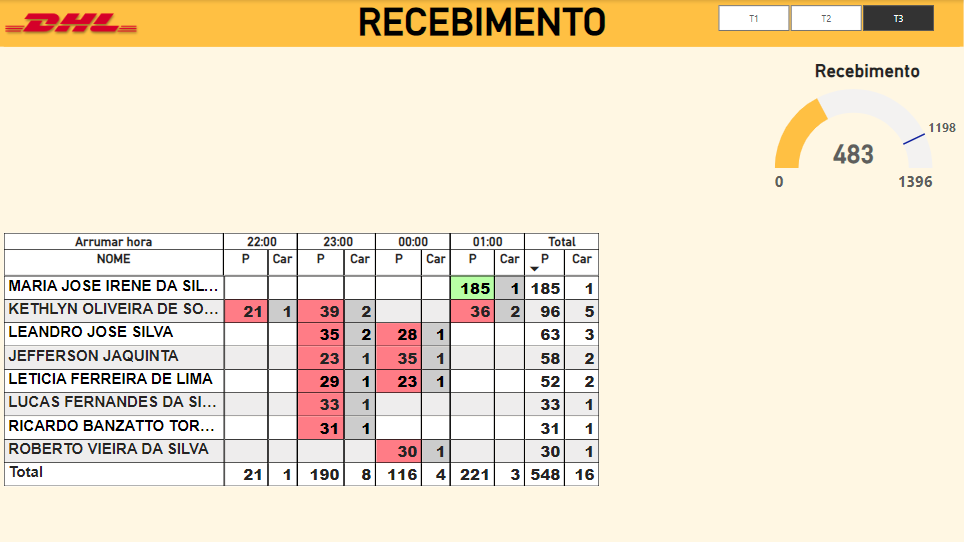 DHL
RECEBIMENTO
T1 T2 T3
Recebimento
1198
483
0 1396
Arrumar hora 22:00 23:00 00:00 01:00 Total
NOME P Car P Car P Car P Car P Car
MARIA JOSE IRENE DA SIL... 185 1 185 1
KETHLYN OLIVEIRA DE SO... 21 1 39 2 36 2 96 5
LEANDRO JOSE SILVA 35 2 28 1 63 3
JEFFERSON JAQUINTA 23 1 35 1 58 2
LETICIA FERREIRA DE LIMA 29 1 23 1 52 2
LUCAS FERNANDES DA SI... 33 1 33 1
RICARDO BANZATTO TOR... 31 1 31 1
ROBERTO VIEIRA DA SILVA 30 1 30 1
Total 21 1 190 8 116 4 221 3 548 16